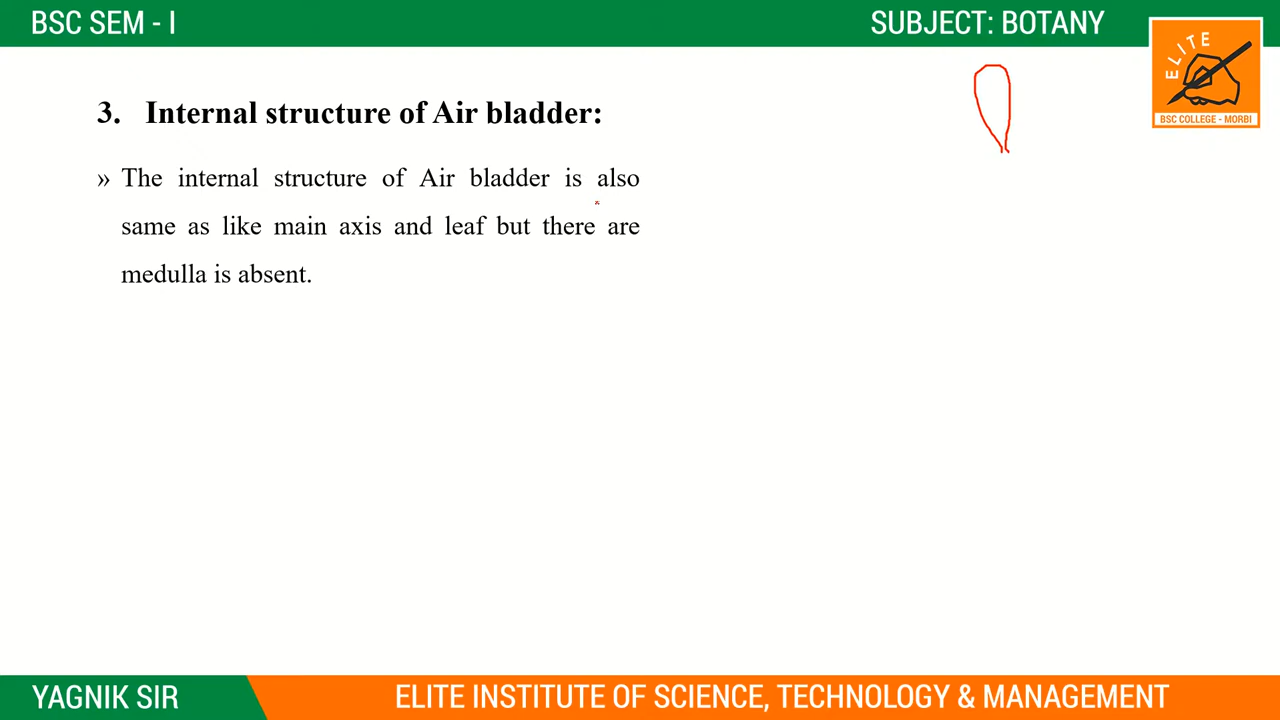 BSC SEM - I
SUBJECT: BOTANY
ELITE
BSC COLLEGE - MORBI
3. Internal structure of Air bladder:
» The internal structure of Air bladder is also
same as like main axis and leaf but there are
medulla is absent.
YAGNIK SIR
ELITE INSTITUTE OF SCIENCE, TECHNOLOGY & MANAGEMENT